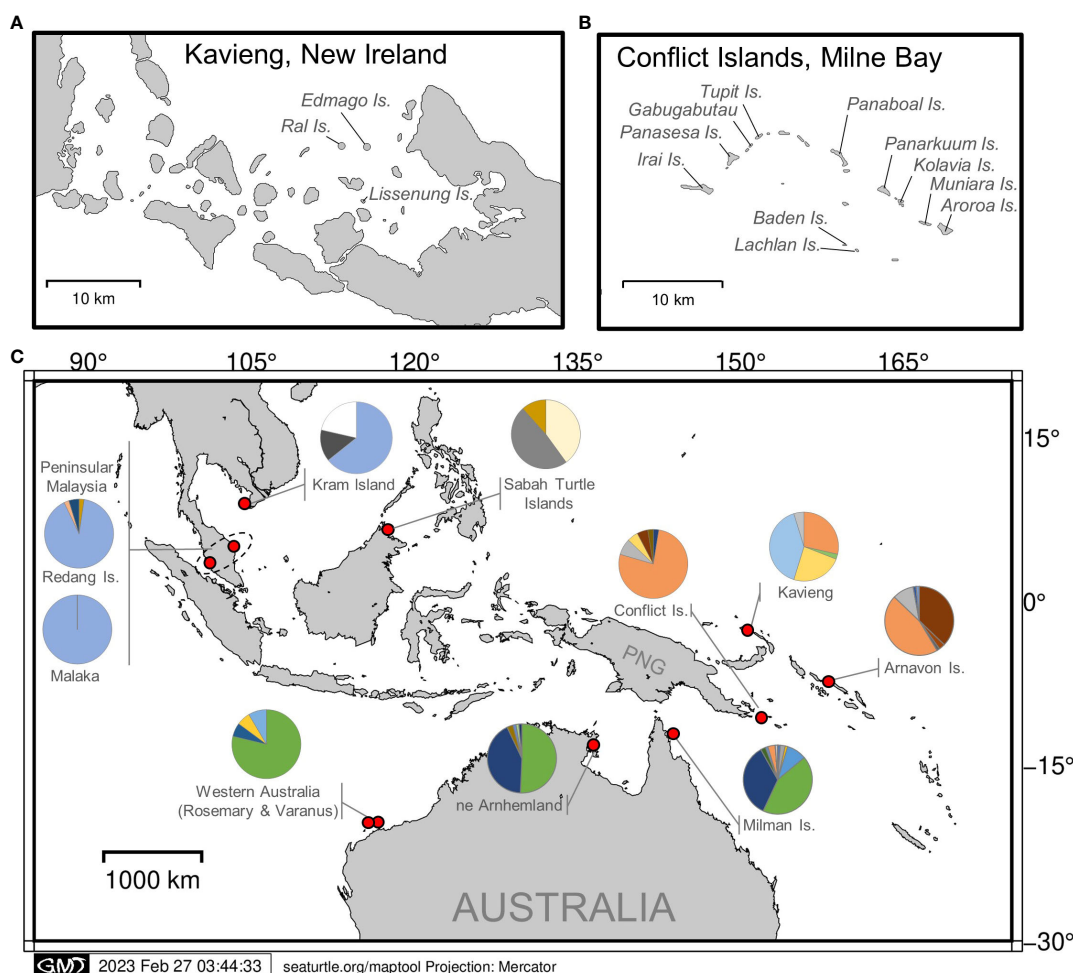 A
Kavieng, New Ireland
Edmago Is.
Ral Is.
Lissenung Is.
10 km
B
Conflict Islands, Milne Bay
Tupit Is.
Gabugabutau
Panasesa Is.
Irai Is.
Panaboal Is.
Panarkuum Is.
Kolavia Is.
Muniara Is.
Aroroa Is.
Baden Is.
Lachlan Is.
10 km
C
90° 105° 120° 135° 150° 165°
15°
0°
−15°
−30°
Peninsular
Malaysia
Redang Is.
Malaka
Kram Island
Sabah Turtle
Islands
Conflict Is.
Kavieng
Arnavon Is.
PNG
Western Australia
(Rosemary & Varanus)
ne Arnhemland
Milman Is.
1000 km
AUSTRALIA
GMT 2023 Feb 27 03:44:33 seaturtle.org/maptool Projection: Mercator